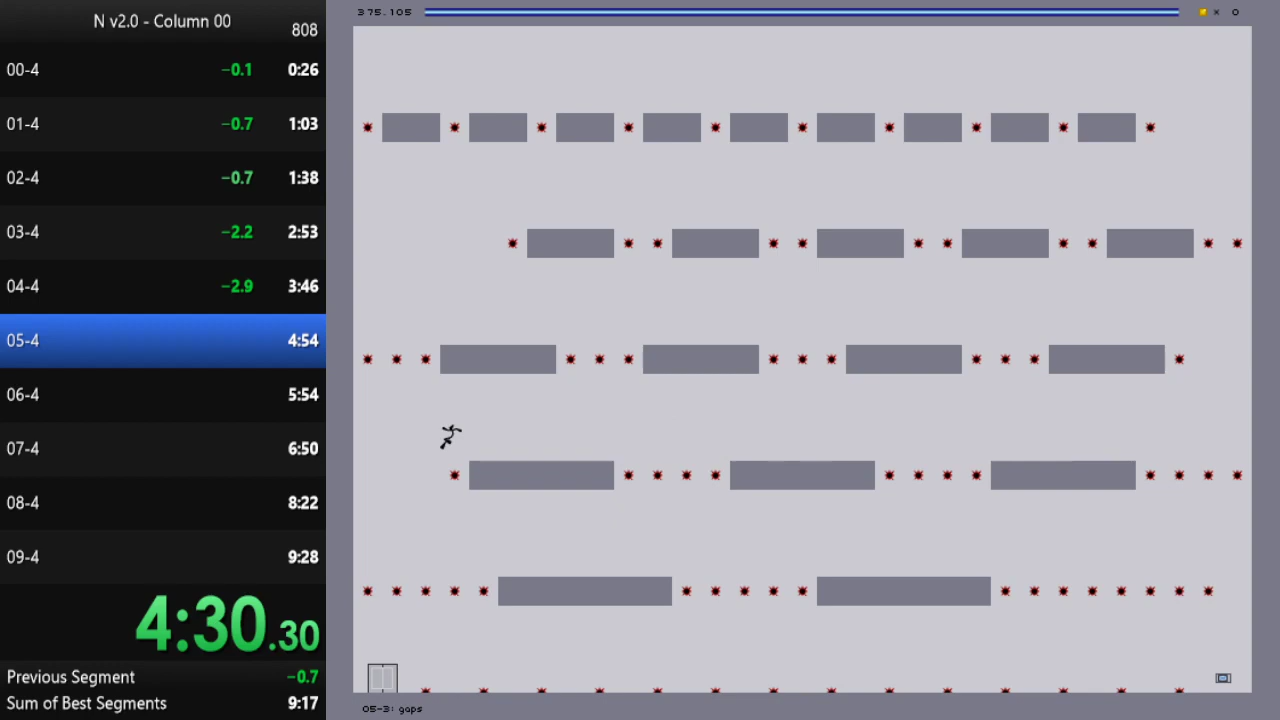 N v2.0 - Column 00
808
00-4 −0.1 0:26
01-4 −0.7 1:03
02-4 −0.7 1:38
03-4 −2.2 2:53
04-4 −2.9 3:46
05-4 4:54
06-4 5:54
07-4 6:50
08-4 8:22
09-4 9:28
4:30.30
Previous Segment −0.7
Sum of Best Segments 9:17
375.105
05-3: gaps